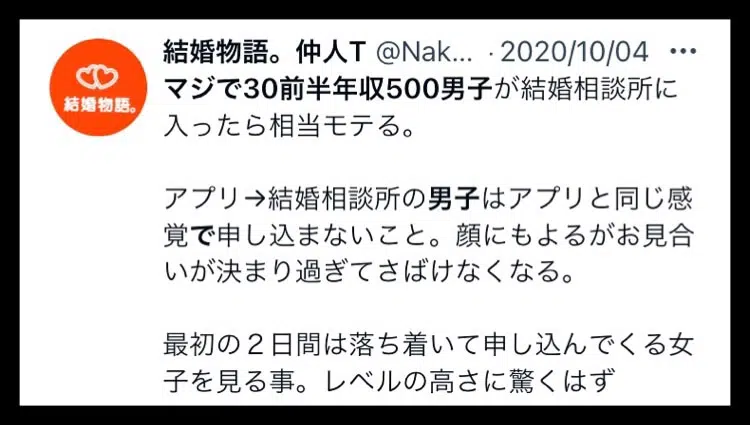 結婚物語。仲人T @Nak... · 2020/10/04 •••
結婚物語。
マジで30前半年収500男子が結婚相談所に
入ったら相当モテる。
アプリ→結婚相談所の男子はアプリと同じ感
覚で申し込まないこと。顔にもよるがお見合
いが決まり過ぎてさばけなくなる。
最初の２日間は落ち着いて申し込んでくる女
子を見る事。レベルの高さに驚くはず